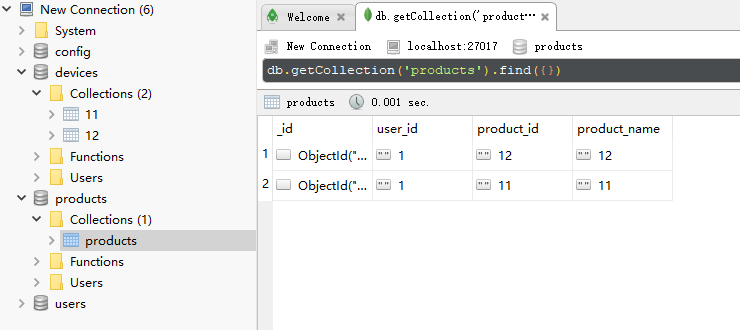 New Connection (6)
System
config
devices
Collections (2)
11
12
Functions
Users
products
Collections (1)
products
Functions
Users
users
Welcome ×
db.getCollection('product⋯ ×
New Connection localhost:27017 products
db.getCollection('products').find({})
products 0.001 sec.
_id user_id product_id product_name
1 ObjectId("... "" 1 "" 12 "" 12
2 ObjectId("... "" 1 "" 11 "" 11